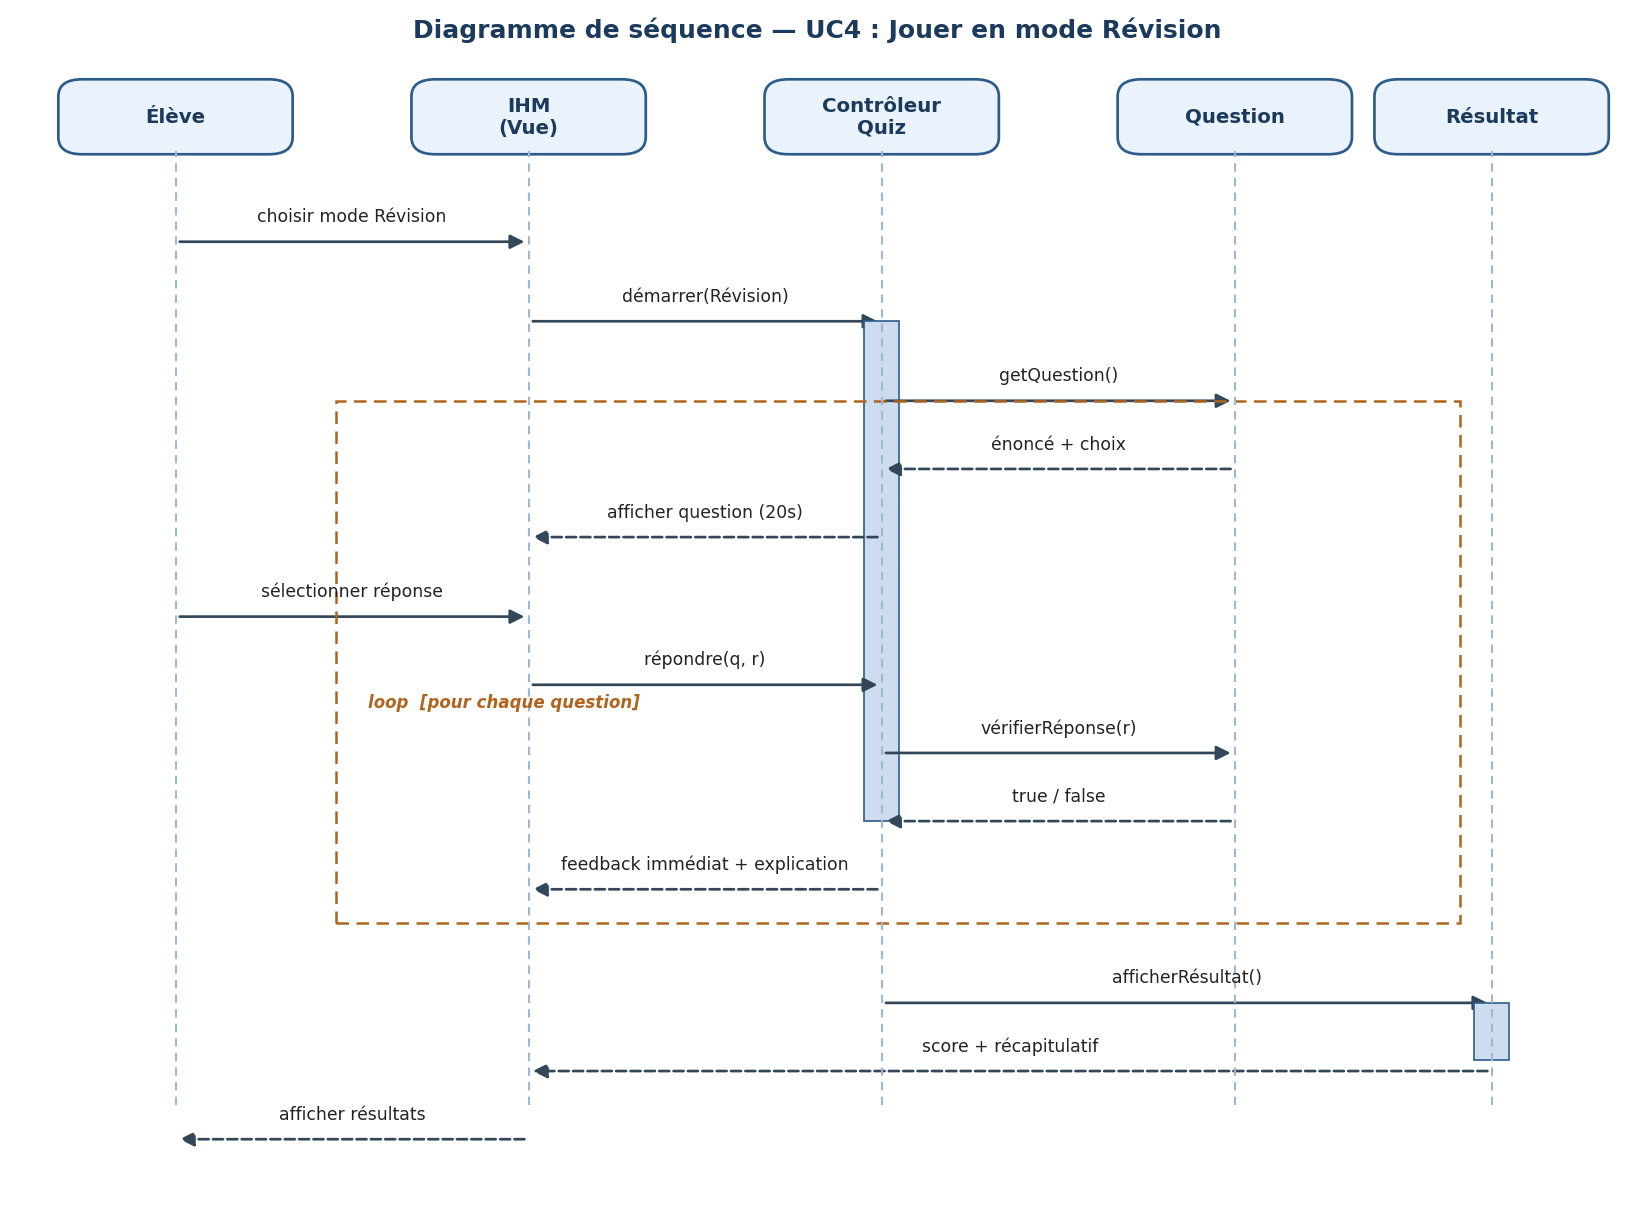 Diagramme de séquence — UC4 : Jouer en mode Révision
Élève
IHM
(Vue)
Contrôleur
Quiz
Question
Résultat
choisir mode Révision
démarrer(Révision)
getQuestion()
énoncé + choix
afficher question (20s)
sélectionner réponse
répondre(q, r)
loop  [pour chaque question]
vérifierRéponse(r)
true / false
feedback immédiat + explication
afficherRésultat()
score + récapitulatif
afficher résultats